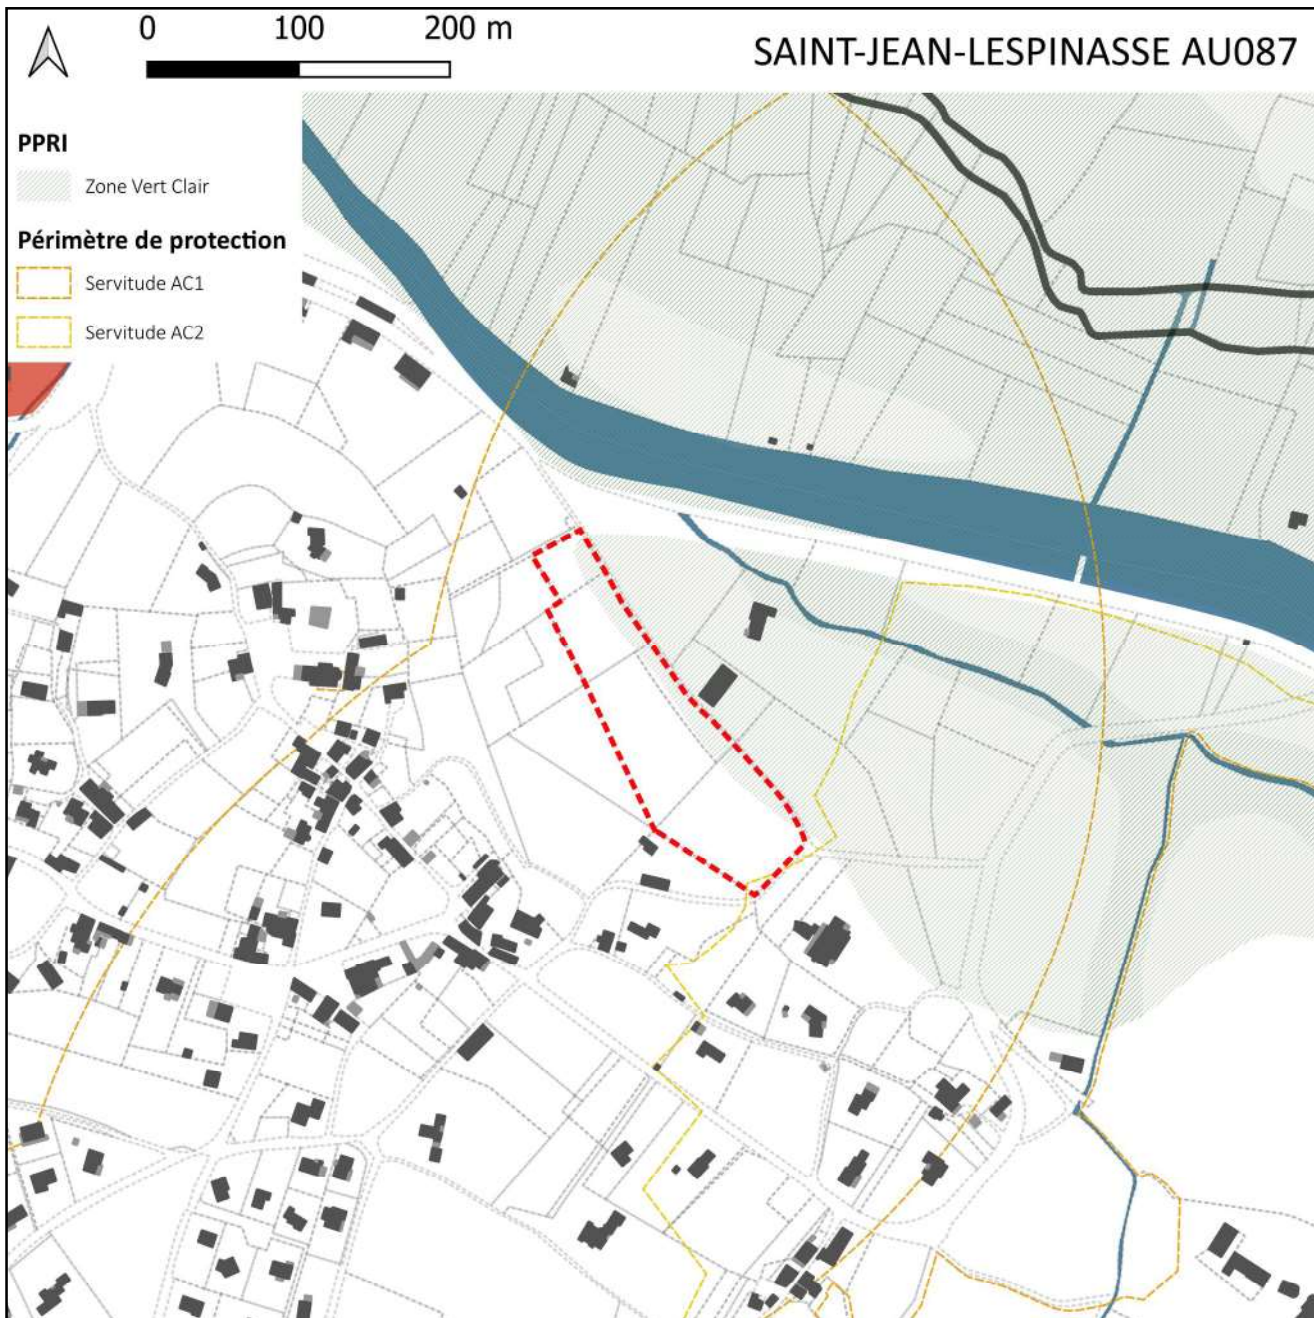 0 100 200 m
SAINT-JEAN-LESPINASSE AU087
PPRI
Zone Vert Clair
Périmètre de protection
Servitude AC1
Servitude AC2